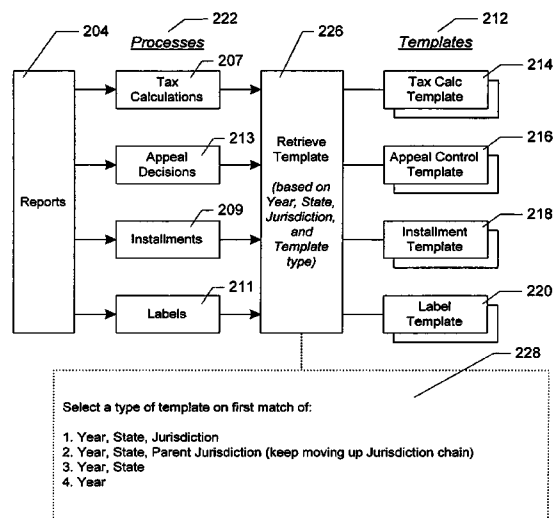 204
Processes
222
226
Templates
212
207
Tax
Calculations
214
Tax Calc
Template
213
Appeal
Decisions
Reports
Retrieve
Template
(based on
Year, State,
Jurisdiction,
and
Template
type)
216
Appeal Control
Template
209
Installments
218
Installment
Template
211
Labels
220
Label
Template
228
Select a type of template on first match of:
1. Year, State, Jurisdiction
2. Year, State, Parent Jurisdiction (keep moving up Jurisdiction chain)
3. Year, State
4. Year